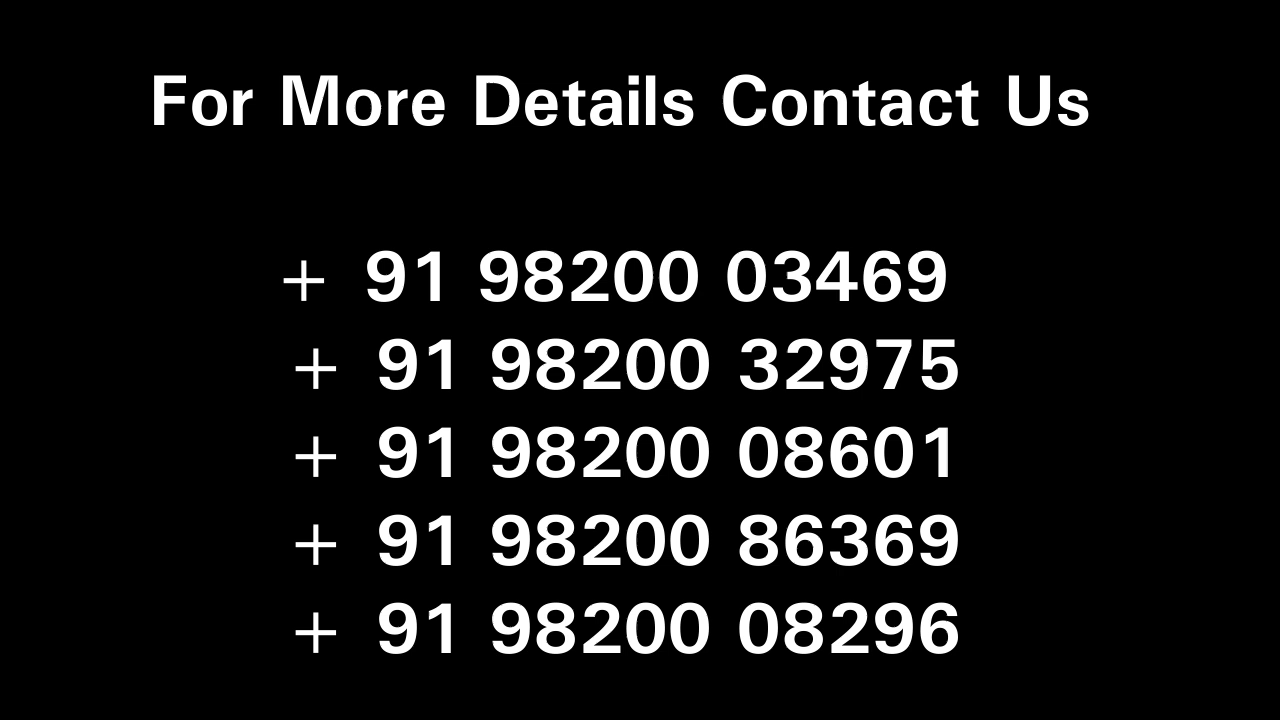 For More Details Contact Us
+ 91 98200 03469
+ 91 98200 32975
+ 91 98200 08601
+ 91 98200 86369
+ 91 98200 08296